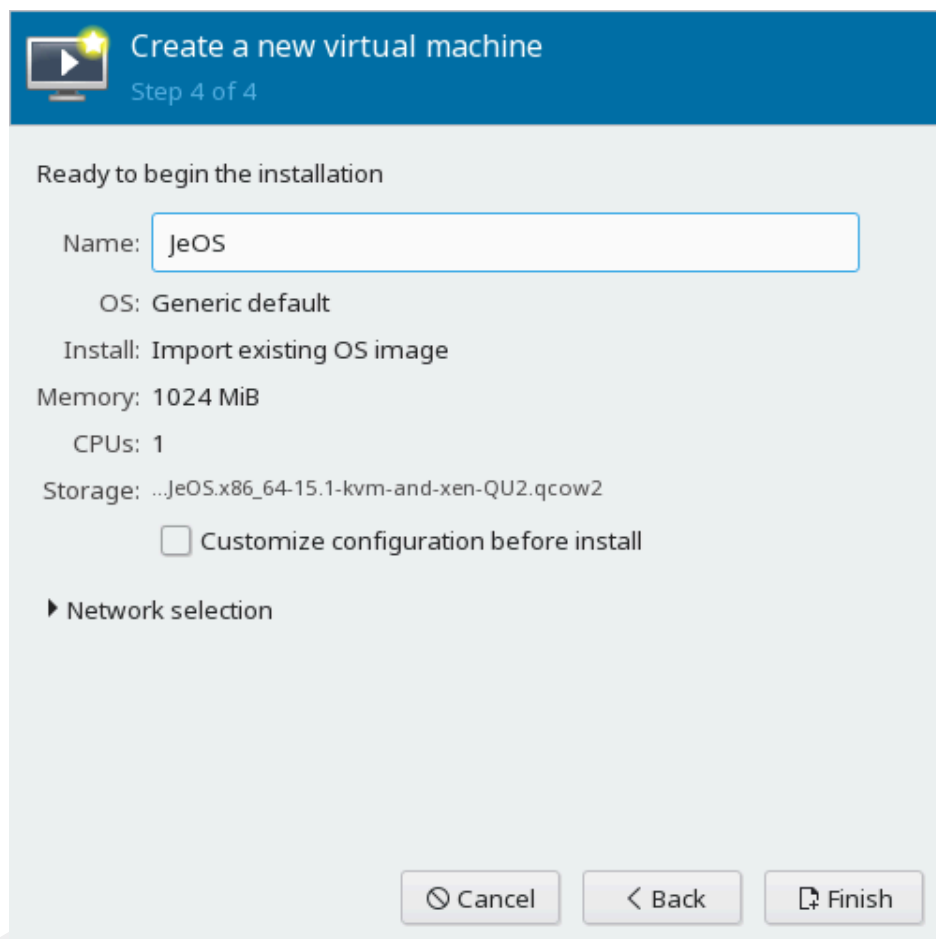 Create a new virtual machine
Step 4 of 4
Ready to begin the installation
Name: JeOS
OS: Generic default
Install: Import existing OS image
Memory: 1024 MiB
CPUs: 1
Storage: ...JeOS.x86_64-15.1-kvm-and-xen-QU2.qcow2
Customize configuration before install
Network selection
Cancel Back Finish